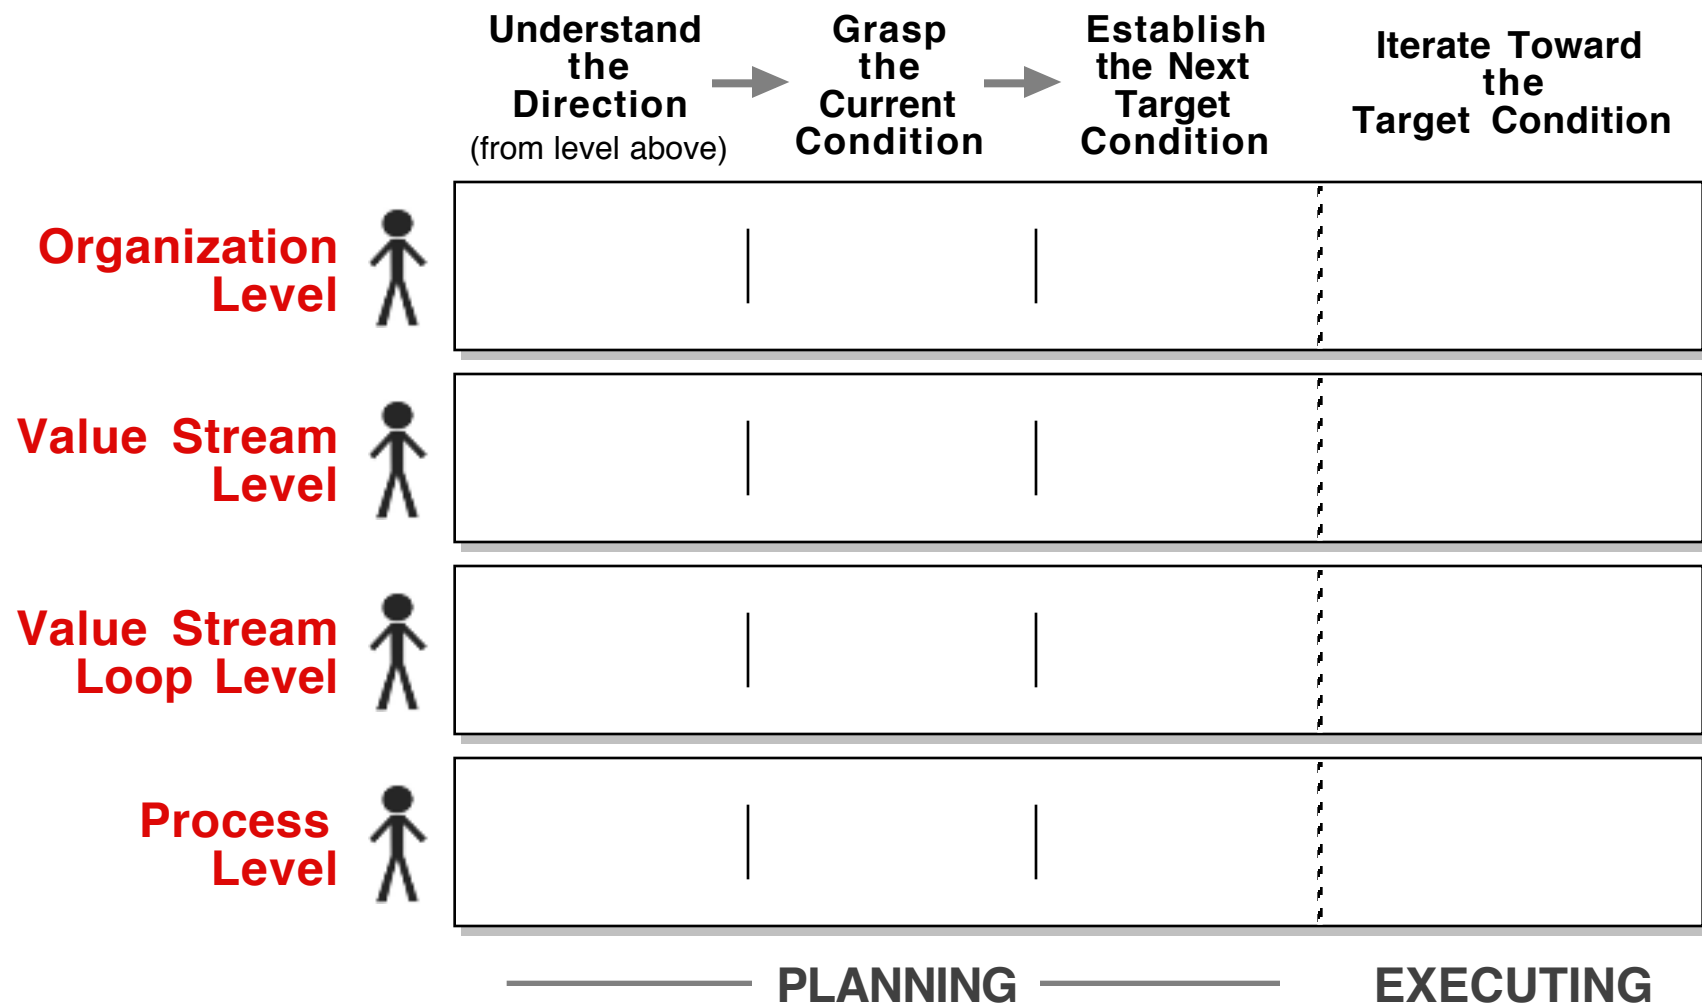 Understand
the
Direction
(from level above)
Grasp
the
Current
Condition
Establish
the Next
Target
Condition
Iterate Toward
the
Target Condition
Organization
Level
Value Stream
Level
Value Stream
Loop Level
Process
Level
PLANNING
EXECUTING